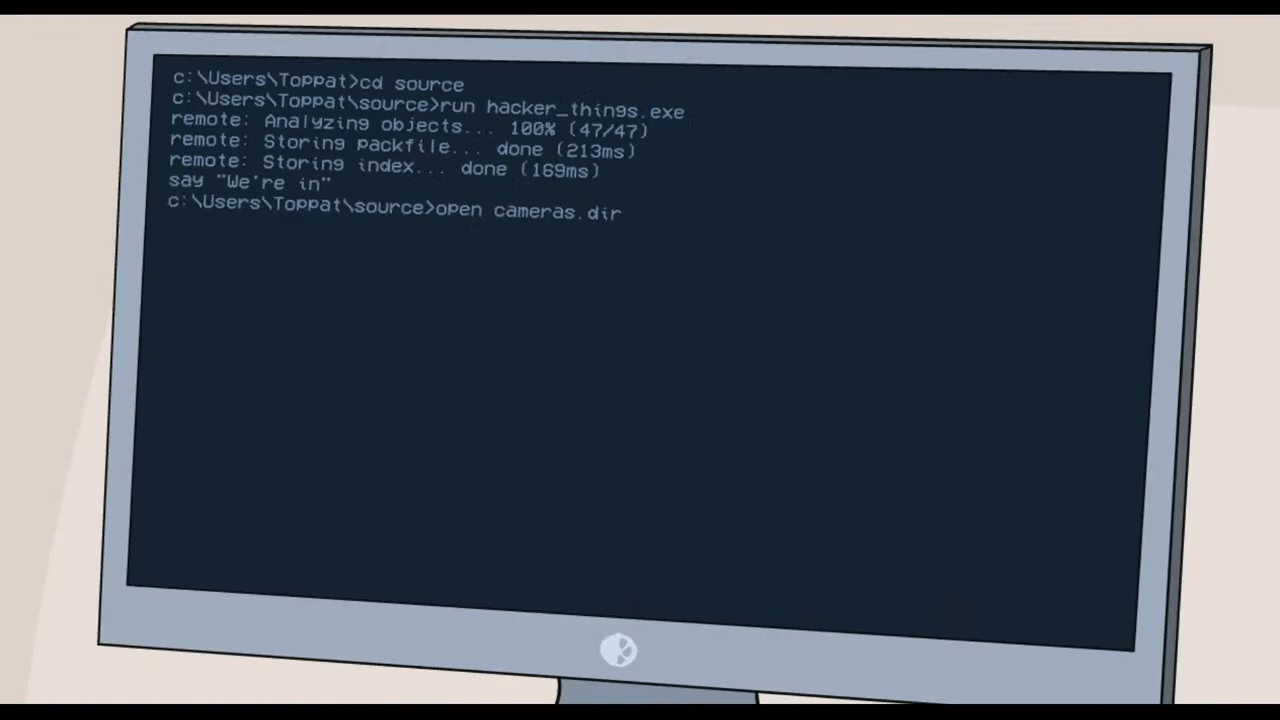 c:\Users\Toppat>cd source
c:\Users\Toppat\source>run hacker_things.exe
remote: Analyzing objects... 100% (47/47)
remote: Storing packfile... done (213ms)
remote: Storing index... done (169ms)
say "We're in"
c:\Users\Toppat\source>open cameras.dir